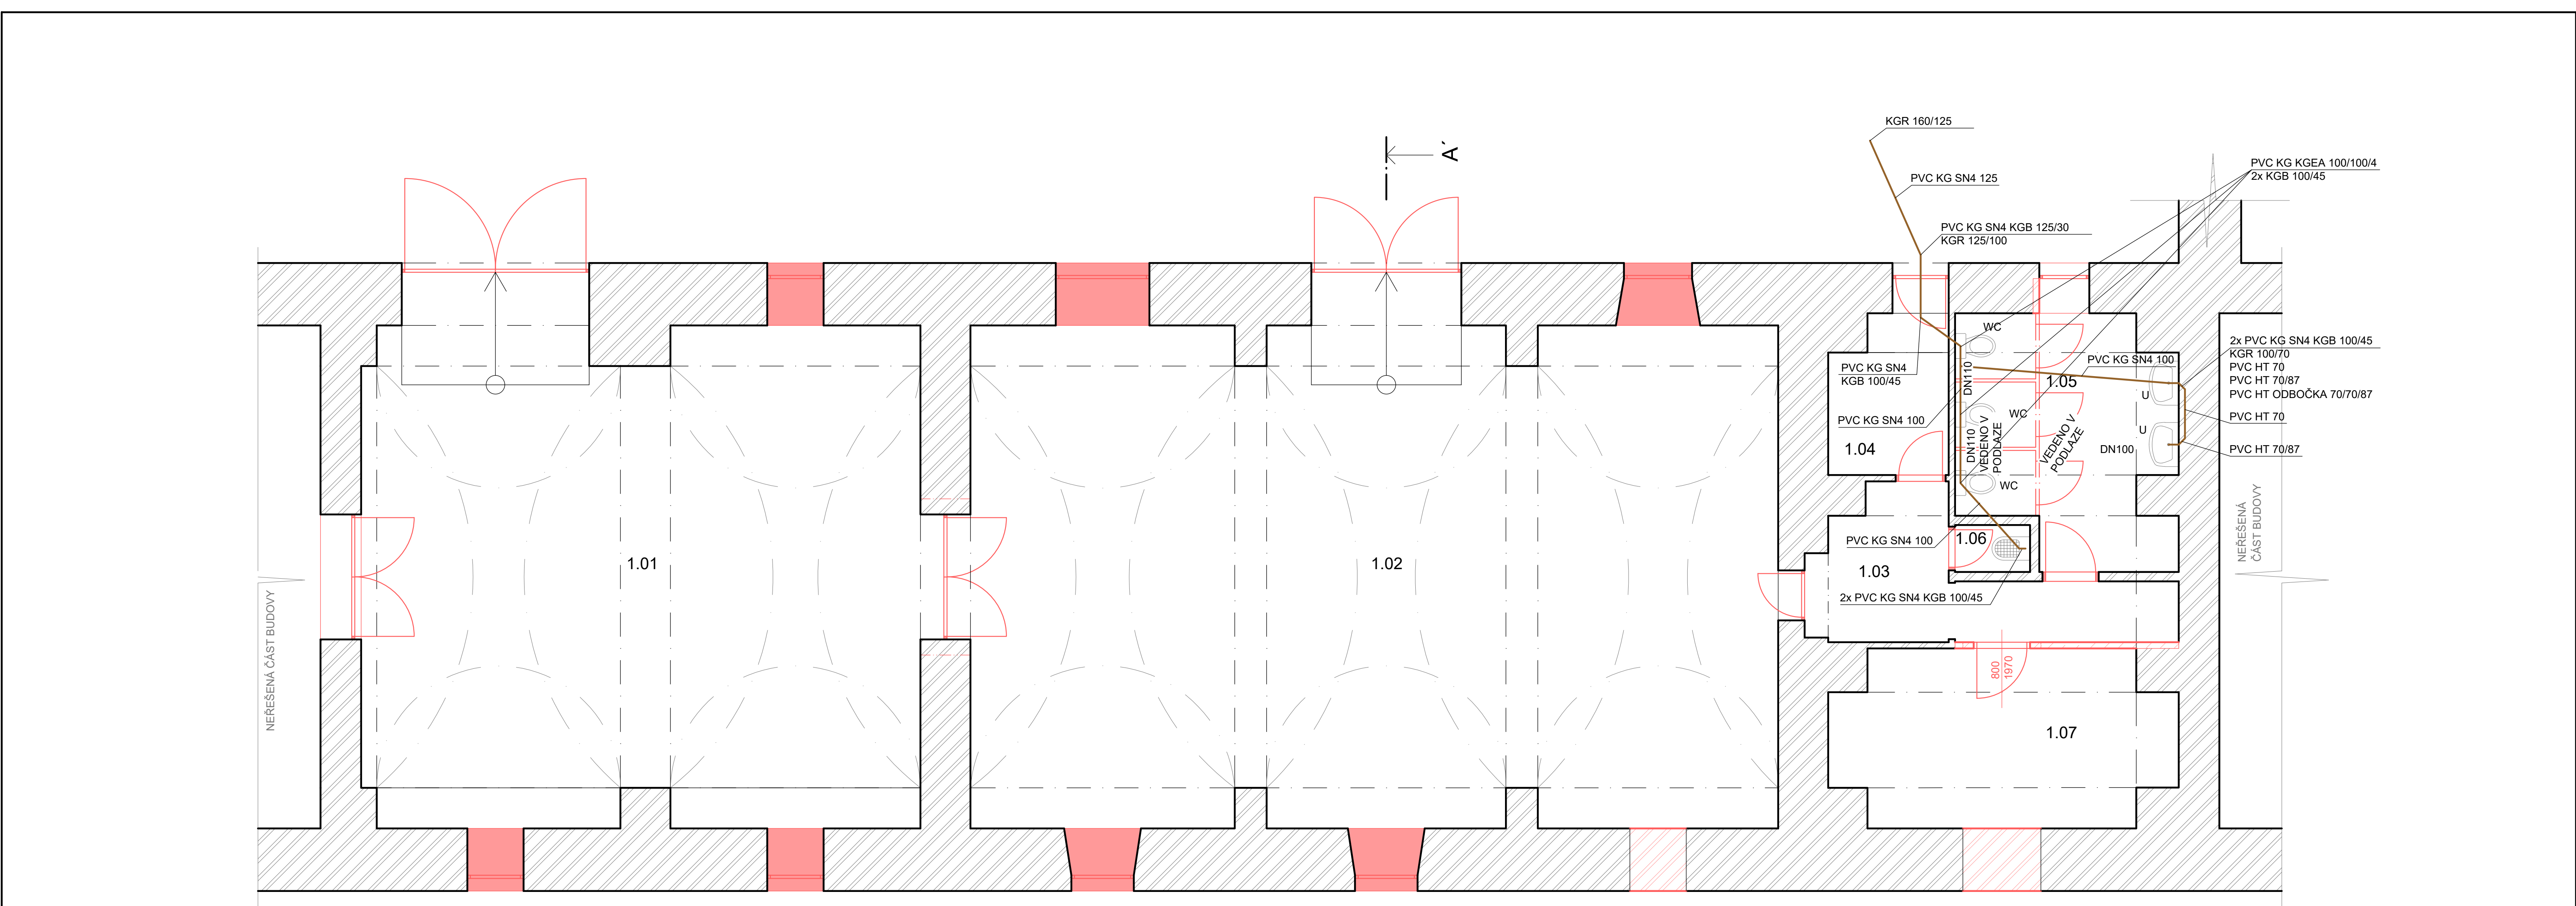 KGR 160/125
A´
PVC KG KGEA 100/100/4
2x KGB 100/45
PVC KG SN4 125
PVC KG SN4 KGB 125/30
KGR 125/100
WC
2x PVC KG SN4 KGB 100/45
KGR 100/70
PVC HT 70
PVC HT 70/87
PVC HT ODBOČKA 70/70/87
PVC KG SN4 100
PVC KG SN4
KGB 100/45
DN110
1.05
U
PVC HT 70
WC
PVC KG SN4 100
U
DN110
VEDENO V
PODLAZE
VEDENO V
PODLAZE
1.04
DN100
PVC HT 70/87
WC
NEŘEŠENÁ
ČÁST BUDOVY
PVC KG SN4 100
1.06
1.01
1.02
1.03
2x PVC KG SN4 KGB 100/45
NEŘEŠENÁ ČÁST BUDOVY
800
1970
1.07